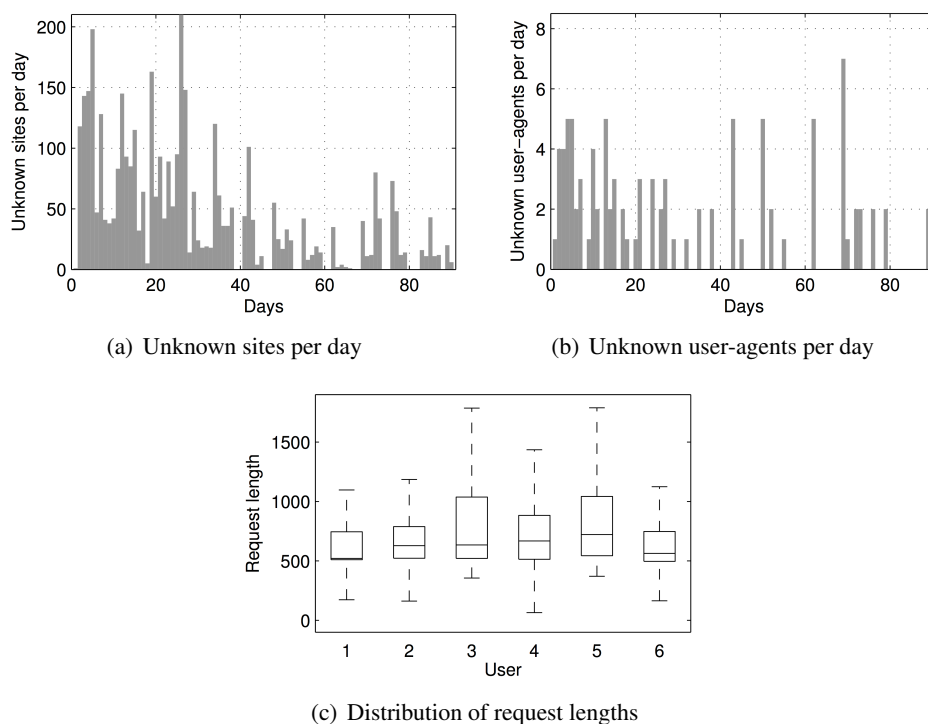 200
150
100
50
0
Unknown sites per day
0 20 40 60 80
Days
(a) Unknown sites per day
8
6
4
2
0
Unknown user−agents per day
0 20 40 60 80
Days
(b) Unknown user-agents per day
1500
1000
500
0
Request length
1 2 3 4 5 6
User
(c) Distribution of request lengths